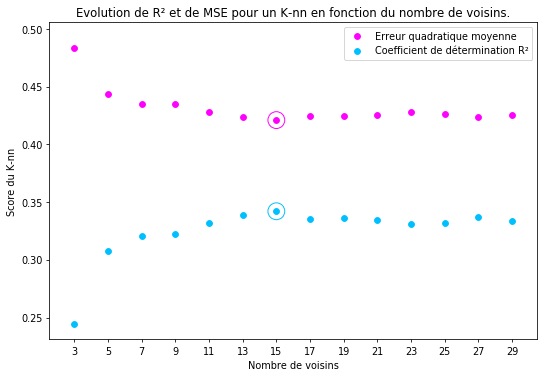 Evolution de R² et de MSE pour un K-nn en fonction du nombre de voisins.
Erreur quadratique moyenne
Coefficient de détermination R²
Score du K-nn
0.50
0.45
0.40
0.35
0.30
0.25
3 5 7 9 11 13 15 17 19 21 23 25 27 29
Nombre de voisins